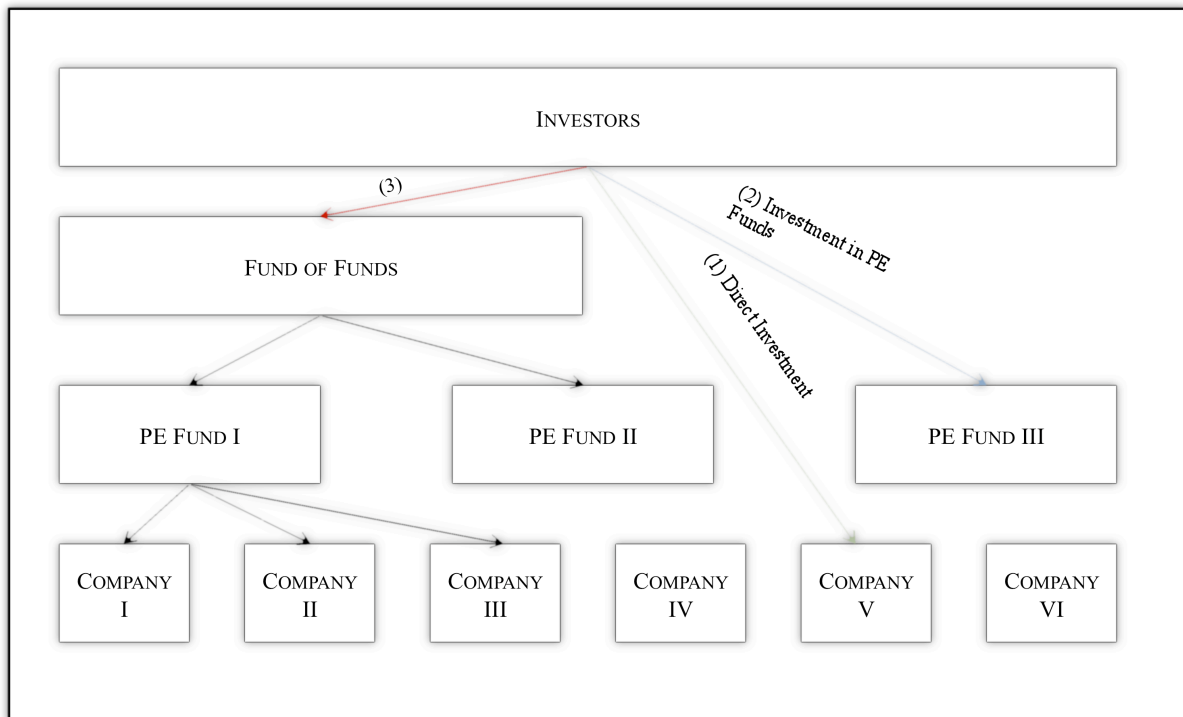 INVESTORS
(3)
(2) Investment in PE
Funds
FUND OF FUNDS
(1) Direct Investment
PE FUND I
PE FUND II
PE FUND III
COMPANY
I
COMPANY
II
COMPANY
III
COMPANY
IV
COMPANY
V
COMPANY
VI